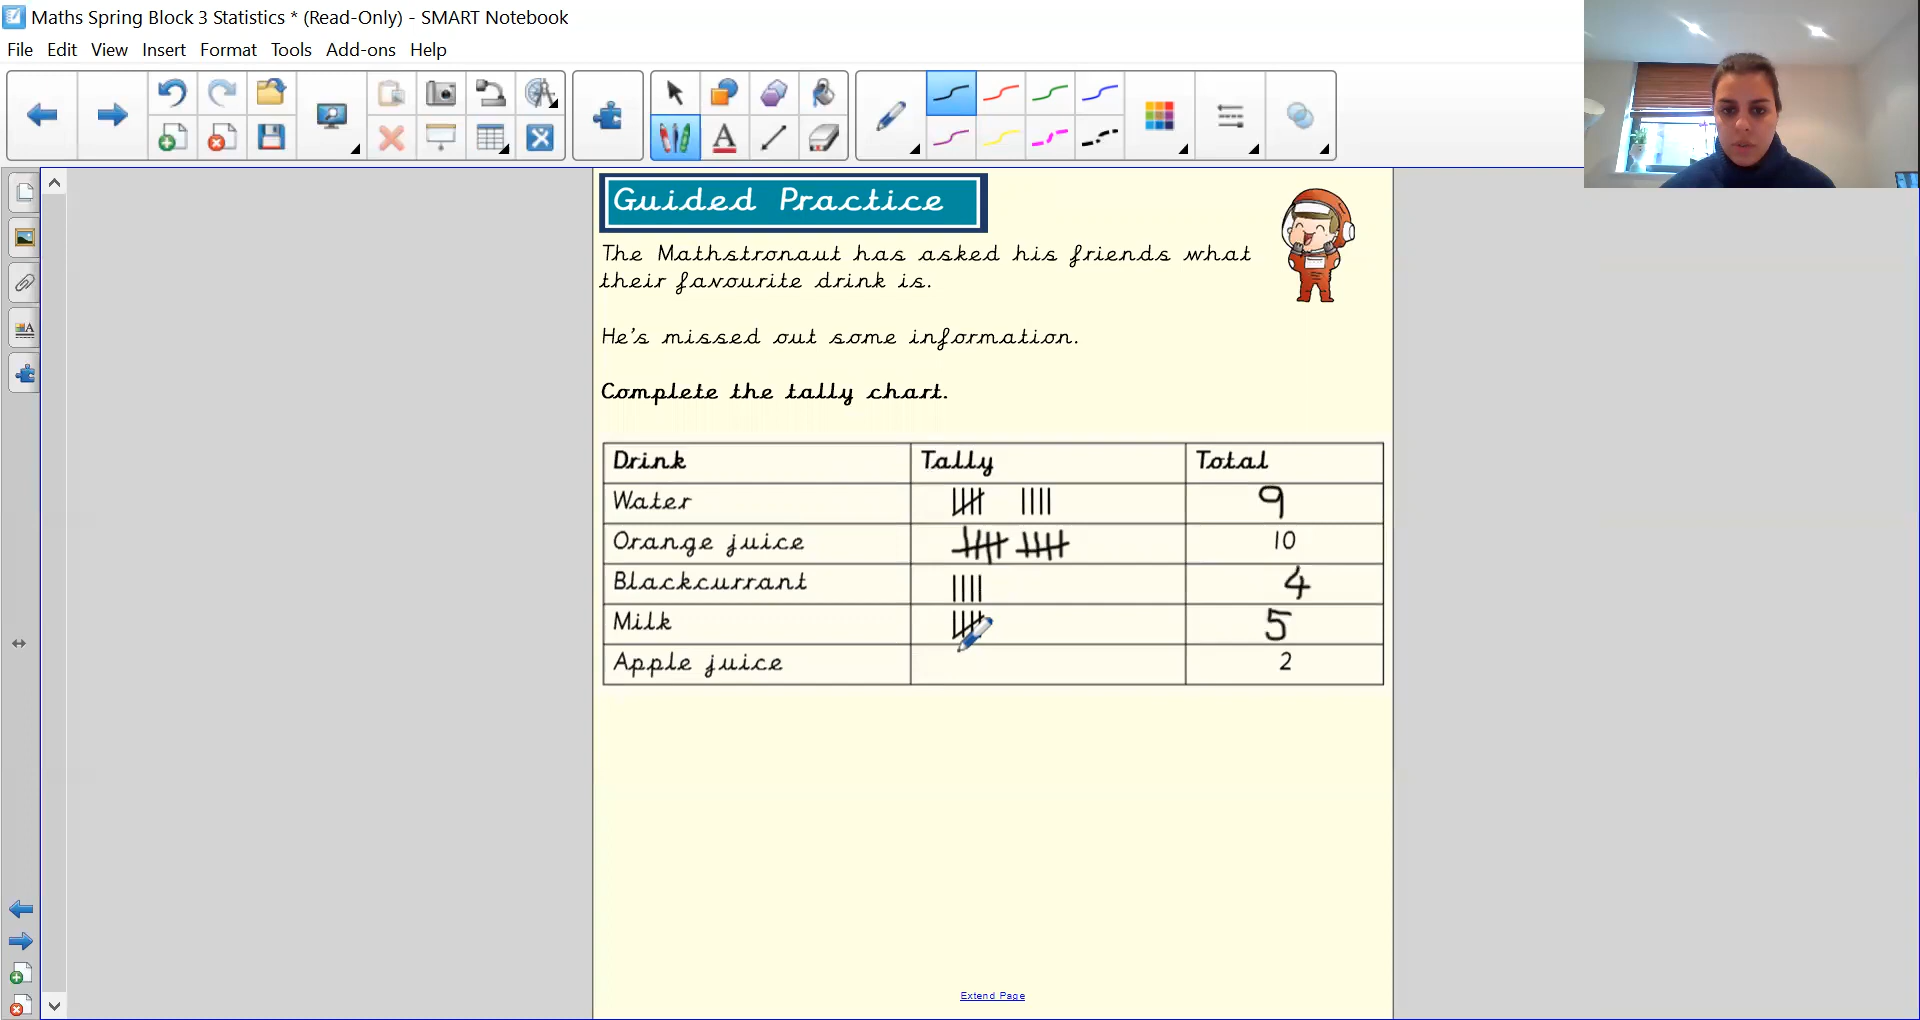 Maths Spring Block 3 Statistics * (Read-Only) - SMART Notebook
File Edit View Insert Format Tools Add-ons Help
Guided Practice
The Mathstronaut has asked his friends what
their favourite drink is.
He's missed out some information.
Complete the tally chart.
Drink Tally Total
Water 9
Orange juice 10
Blackcurrant 4
Milk 5
Apple juice 2
Extend Page